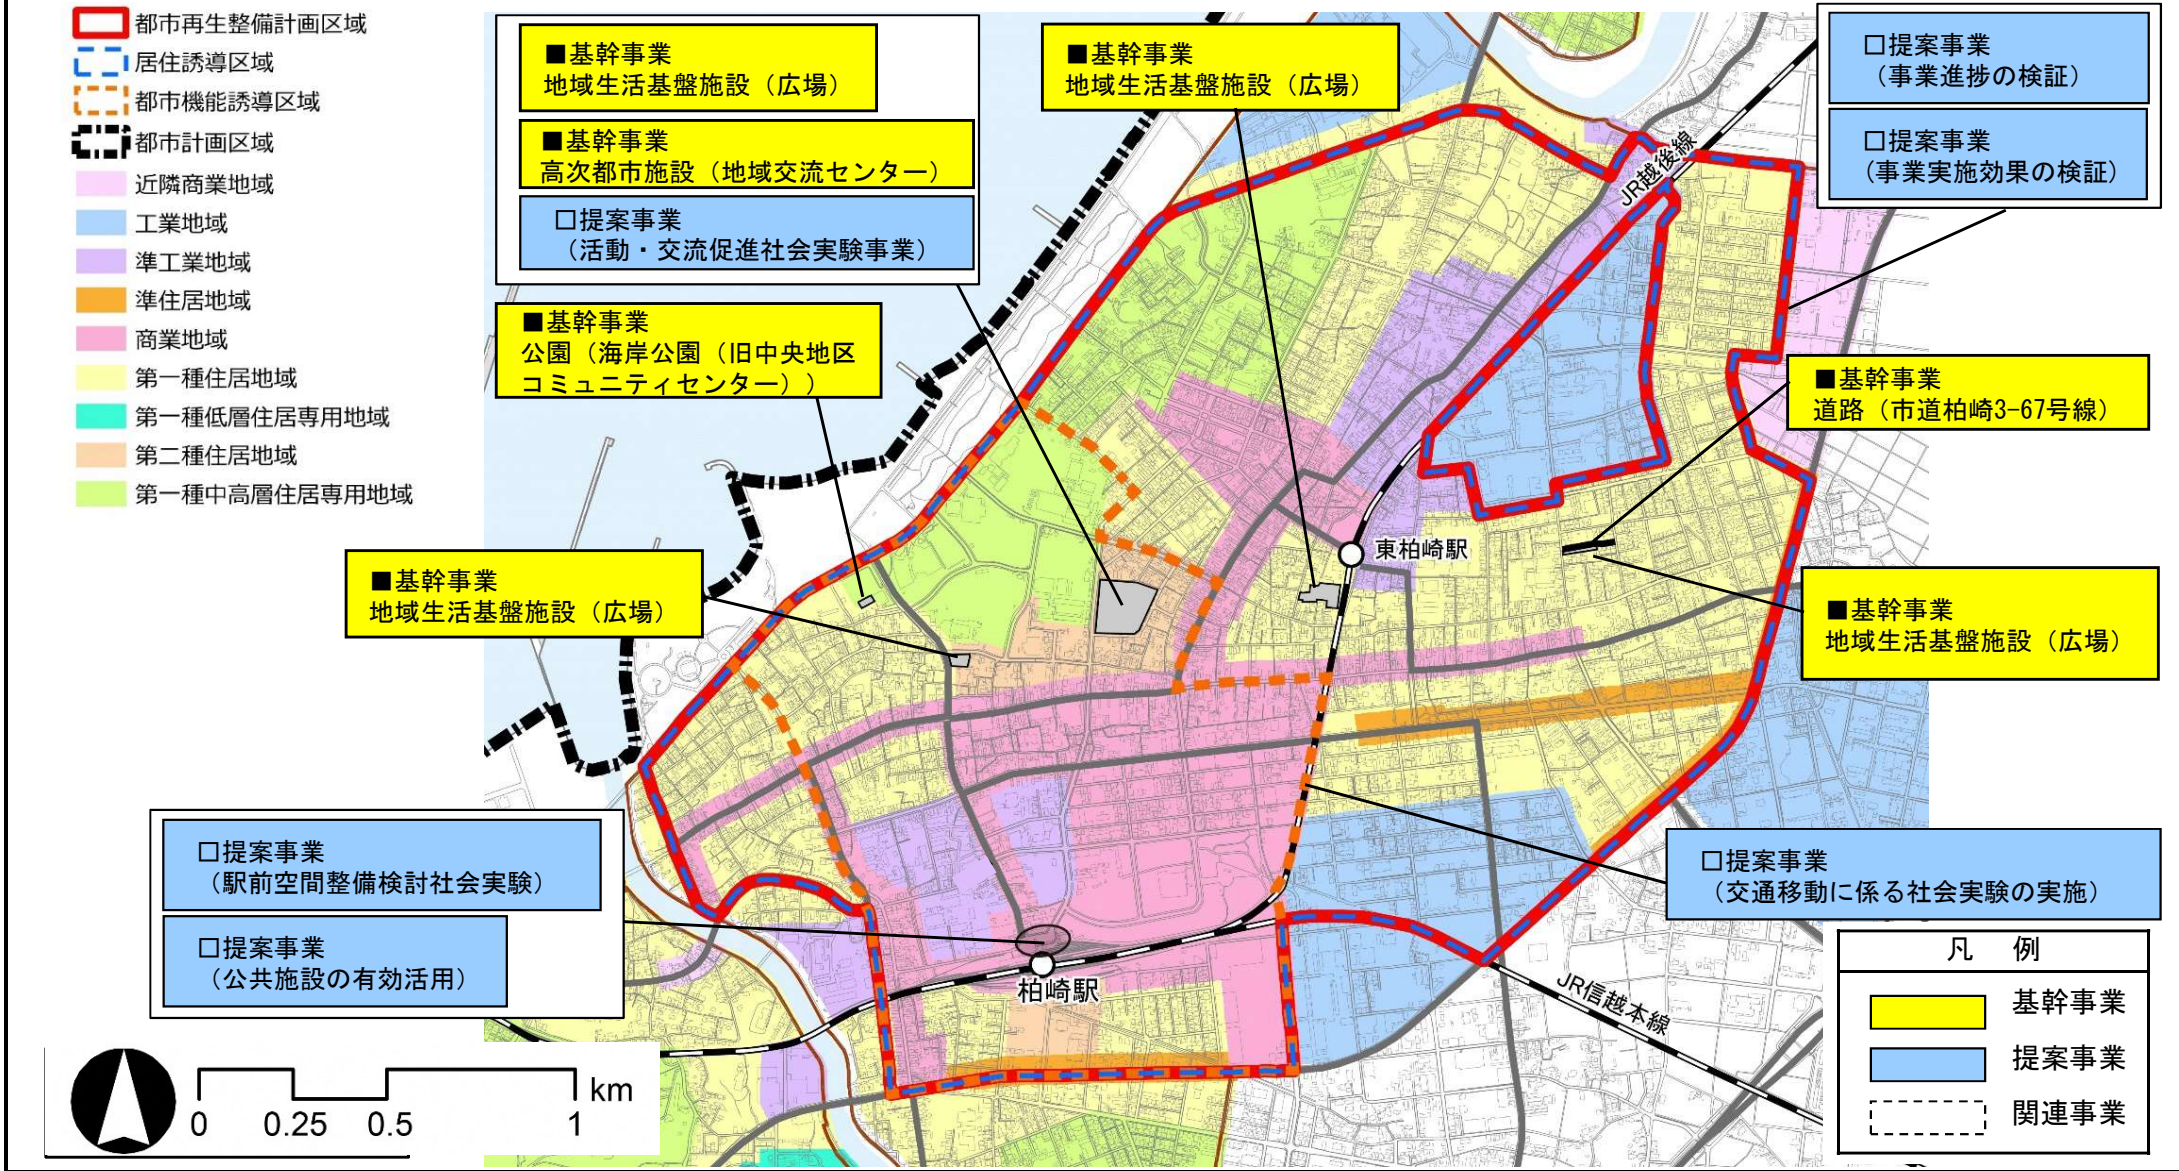 都市再生整備計画区域
居住誘導区域
都市機能誘導区域
都市計画区域
近隣商業地域
工業地域
準工業地域
準住居地域
商業地域
第一種住居地域
第一種低層住居専用地域
第二種住居地域
第一種中高層住居専用地域
■基幹事業
地域生活基盤施設（広場）
■基幹事業
高次都市施設（地域交流センター）
□提案事業
（活動・交流促進社会実験事業）
■基幹事業
公園（海岸公園（旧中央地区
コミュニティセンター））
■基幹事業
地域生活基盤施設（広場）
■基幹事業
地域生活基盤施設（広場）
□提案事業
（事業進捗の検証）
□提案事業
（事業実施効果の検証）
JR越後線
■基幹事業
道路（市道柏崎3-67号線）
東柏崎駅
■基幹事業
地域生活基盤施設（広場）
□提案事業
（駅前空間整備検討社会実験）
□提案事業
（公共施設の有効活用）
□提案事業
（交通移動に係る社会実験の実施）
柏崎駅
JR信越本線
凡 例
基幹事業
提案事業
関連事業
0 0.25 0.5 1 km